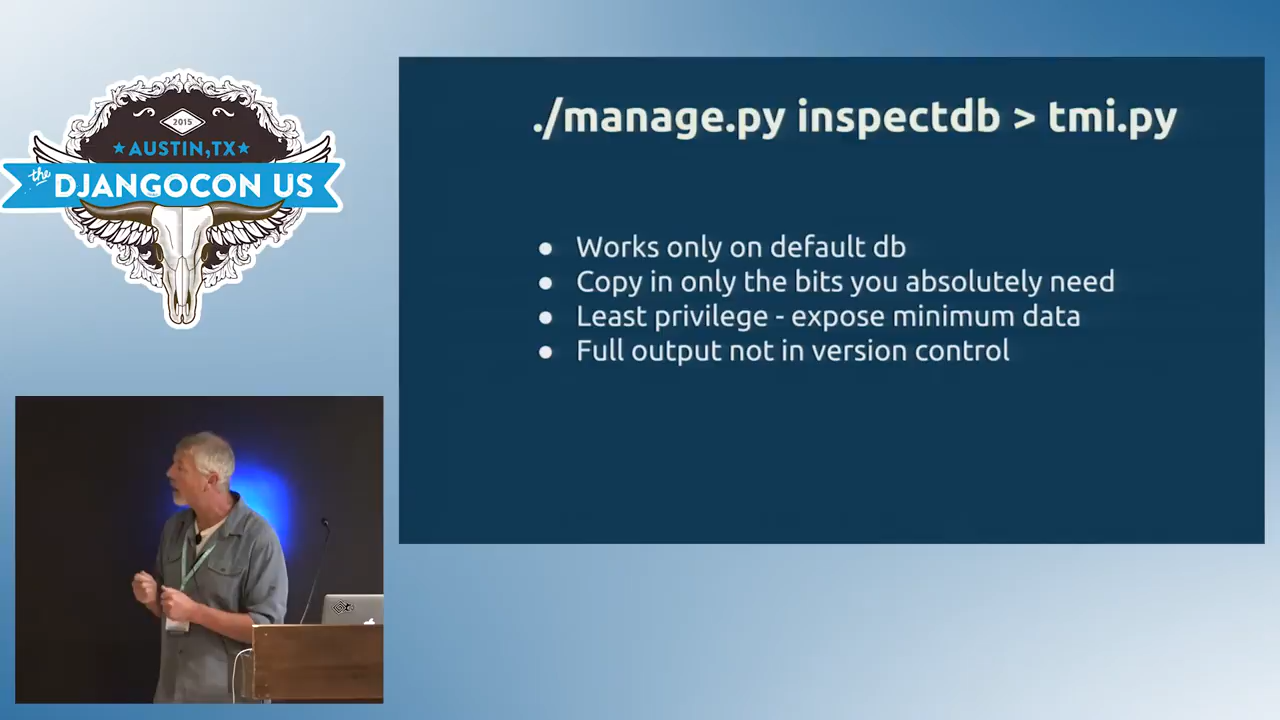 2015
★AUSTIN,TX★
the
DJANGOCON US
./manage.py inspectdb > tmi.py
● Works only on default db
● Copy in only the bits you absolutely need
● Least privilege - expose minimum data
● Full output not in version control